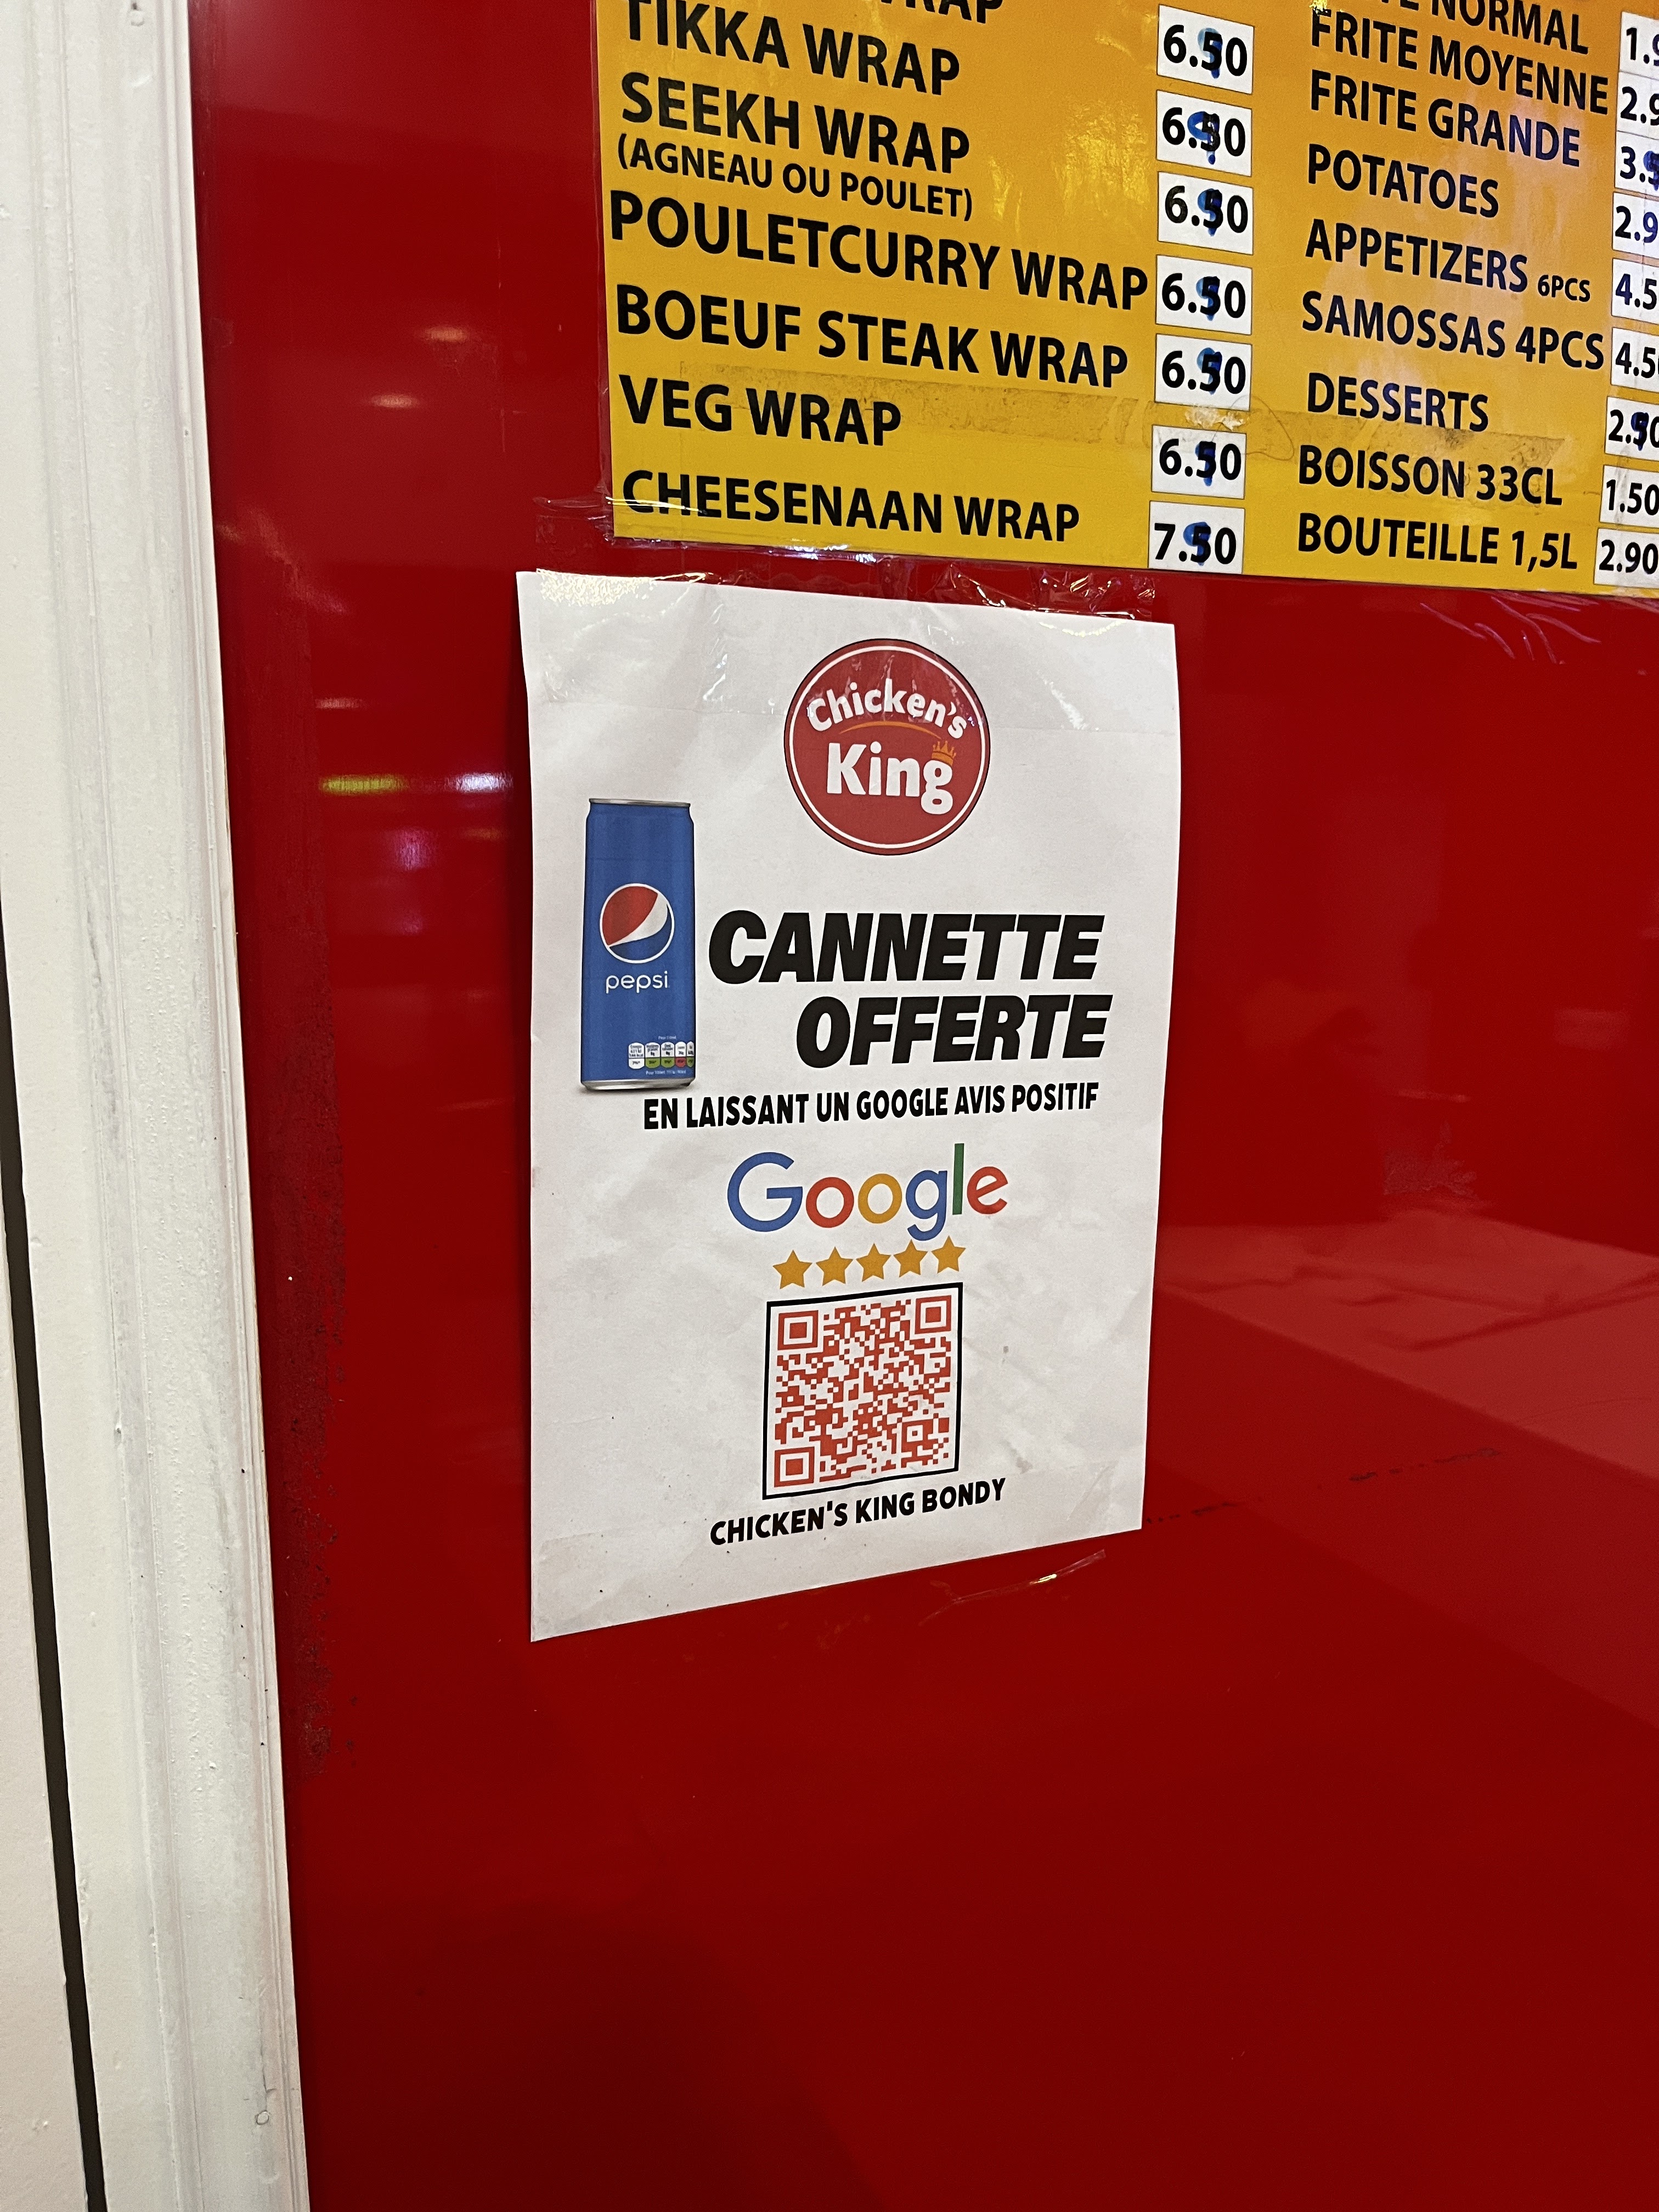 TIKKA WRAP 6.50
SEEKH WRAP 6.50
(AGNEAU OU POULET) 6.50
POULETCURRY WRAP 6.50
BOEUF STEAK WRAP 6.50
VEG WRAP 6.50
CHEESENAAN WRAP 7.50
NORMAL
FRITE MOYENNE
FRITE GRANDE
POTATOES
APPETIZERS 6PCS
SAMOSSAS 4PCS
DESSERTS
BOISSON 33CL 1.50
BOUTEILLE 1,5L 2.90
Chicken's
King
pepsi
CANNETTE
OFFERTE
EN LAISSANT UN GOOGLE AVIS POSITIF
Google
CHICKEN'S KING BONDY